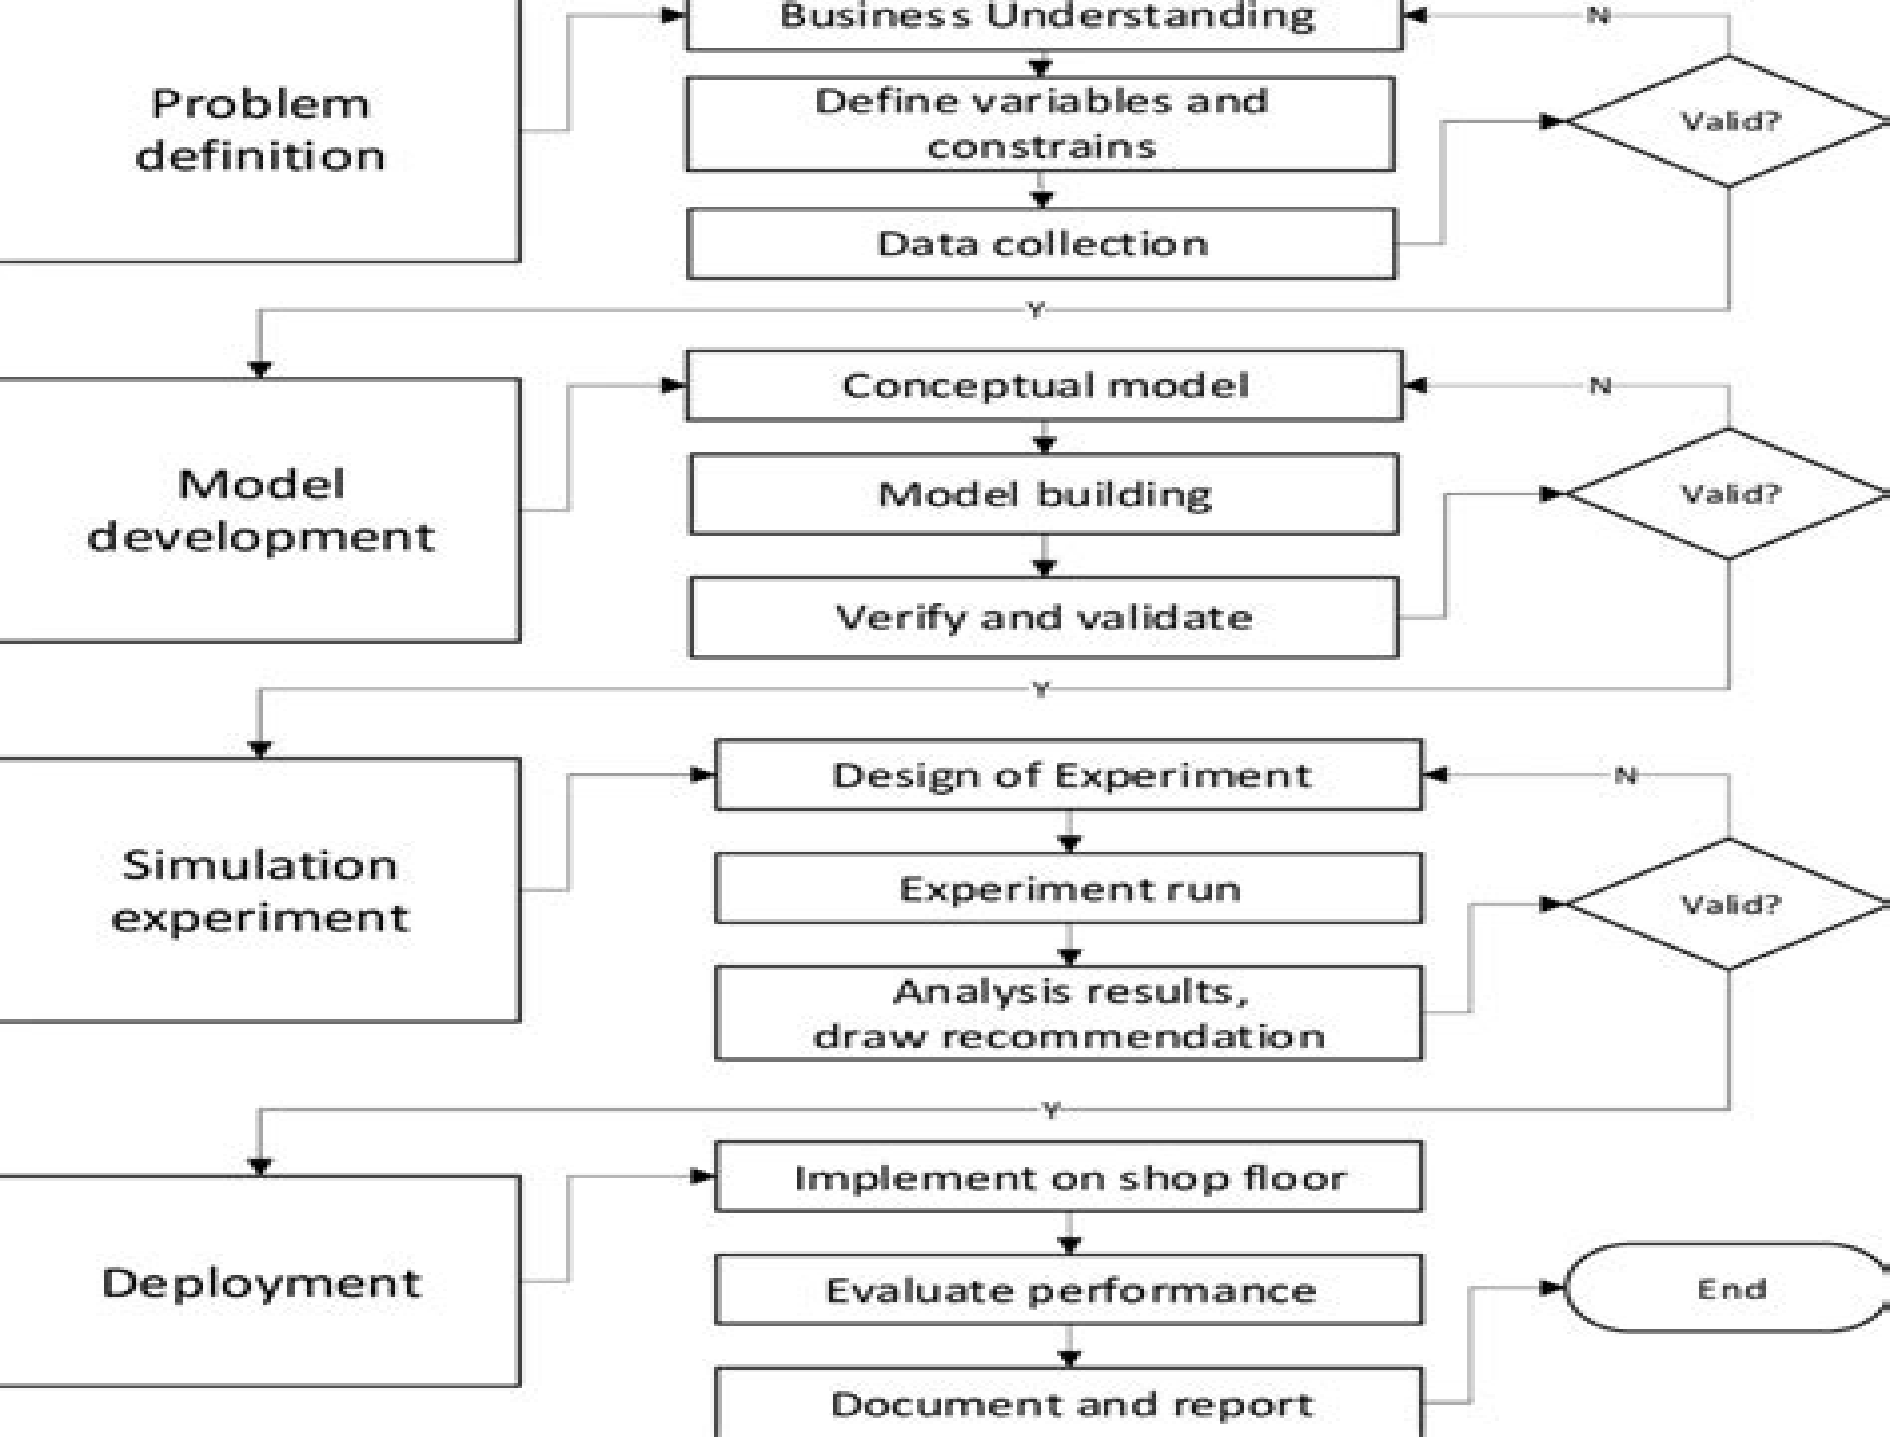 Problem
definition
Business Understanding
Define variables and
constrains
Data collection
N
Valid?
Y
Model
development
Conceptual model
Model building
Verify and validate
N
Valid?
Y
Simulation
experiment
Design of Experiment
Experiment run
Analysis results,
draw recommendation
N
Valid?
Y
Deployment
Implement on shop floor
Evaluate performance
Document and report
End